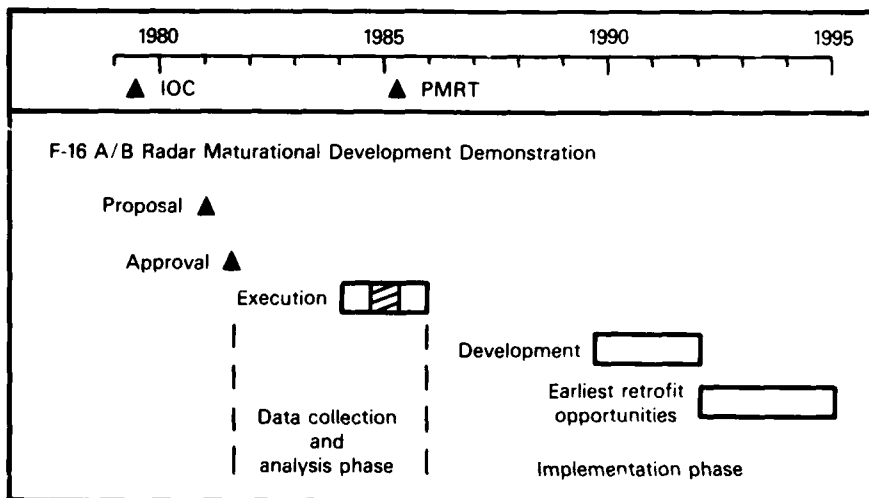 1980 1985 1990 1995
IOC PMRT
F-16 A/B Radar Maturational Development Demonstration
Proposal
Approval
Execution
Development
Earliest retrofit
opportunities
Data collection
and
analysis phase
Implementation phase